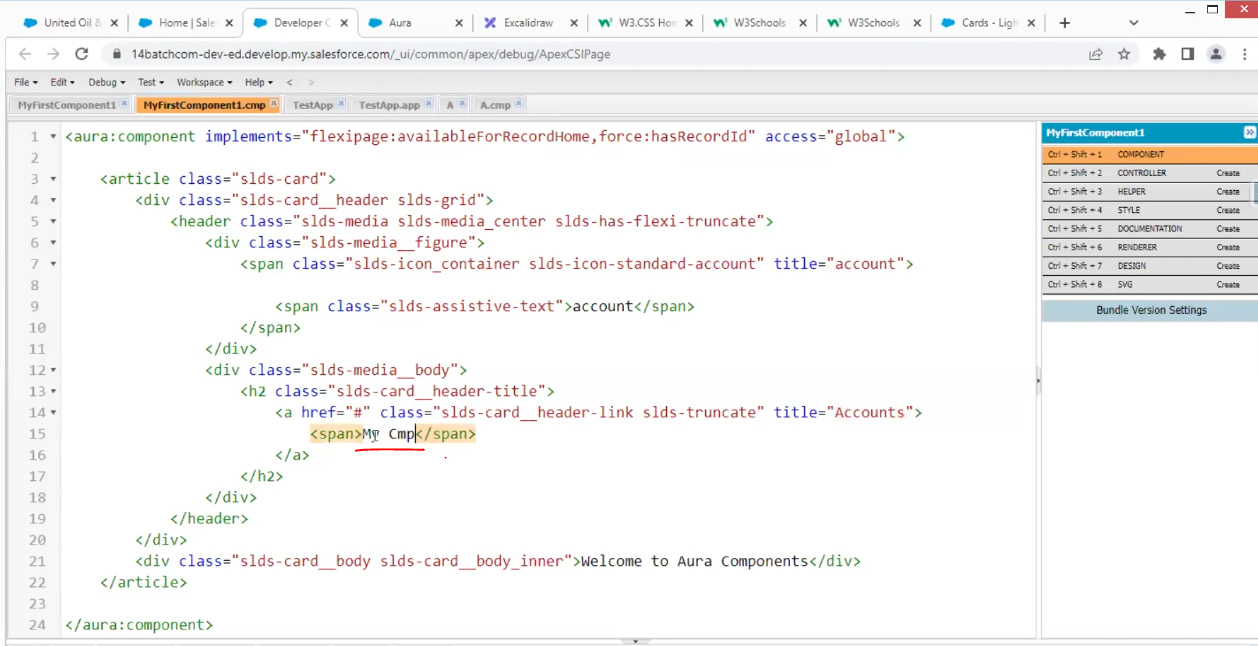 United Oil &
Home | Sale
Developer C
Aura
Excalidraw
W3.CSS Ho
W3Schools
W3Schools
Cards - Ligh
14batchcom-dev-ed.develop.my.salesforce.com/_ui/common/apex/debug/ApexCSIPage
File Edit Debug Test Workspace Help < >
MyFirstComponent1 MyFirstComponent1.cmp TestApp TestApp.app A A.cmp
1 <aura:component implements="flexipage:availableForRecordHome,force:hasRecordId" access="global">
2
3 <article class="slds-card">
4 <div class="slds-card__header slds-grid">
5 <header class="slds-media slds-media_center slds-has-flexi-truncate">
6 <div class="slds-media__figure">
7 <span class="slds-icon_container slds-icon-standard-account" title="account">
8
9 <span class="slds-assistive-text">account</span>
10 </span>
11 </div>
12 <div class="slds-media__body">
13 <h2 class="slds-card__header-title">
14 <a href="#" class="slds-card__header-link slds-truncate" title="Accounts">
15 <span>My Cmp</span>
16 </a>
17 </h2>
18 </div>
19 </header>
20 </div>
21 <div class="slds-card__body slds-card__body_inner">Welcome to Aura Components</div>
22 </article>
23
24 </aura:component>
MyFirstComponent1
Ctrl + Shift + 1 COMPONENT
Ctrl + Shift + 2 CONTROLLER Create
Ctrl + Shift + 3 HELPER Create
Ctrl + Shift + 4 STYLE Create
Ctrl + Shift + 5 DOCUMENTATION Create
Ctrl + Shift + 6 RENDERER Create
Ctrl + Shift + 7 DESIGN Create
Ctrl + Shift + 8 SVG Create
Bundle Version Settings